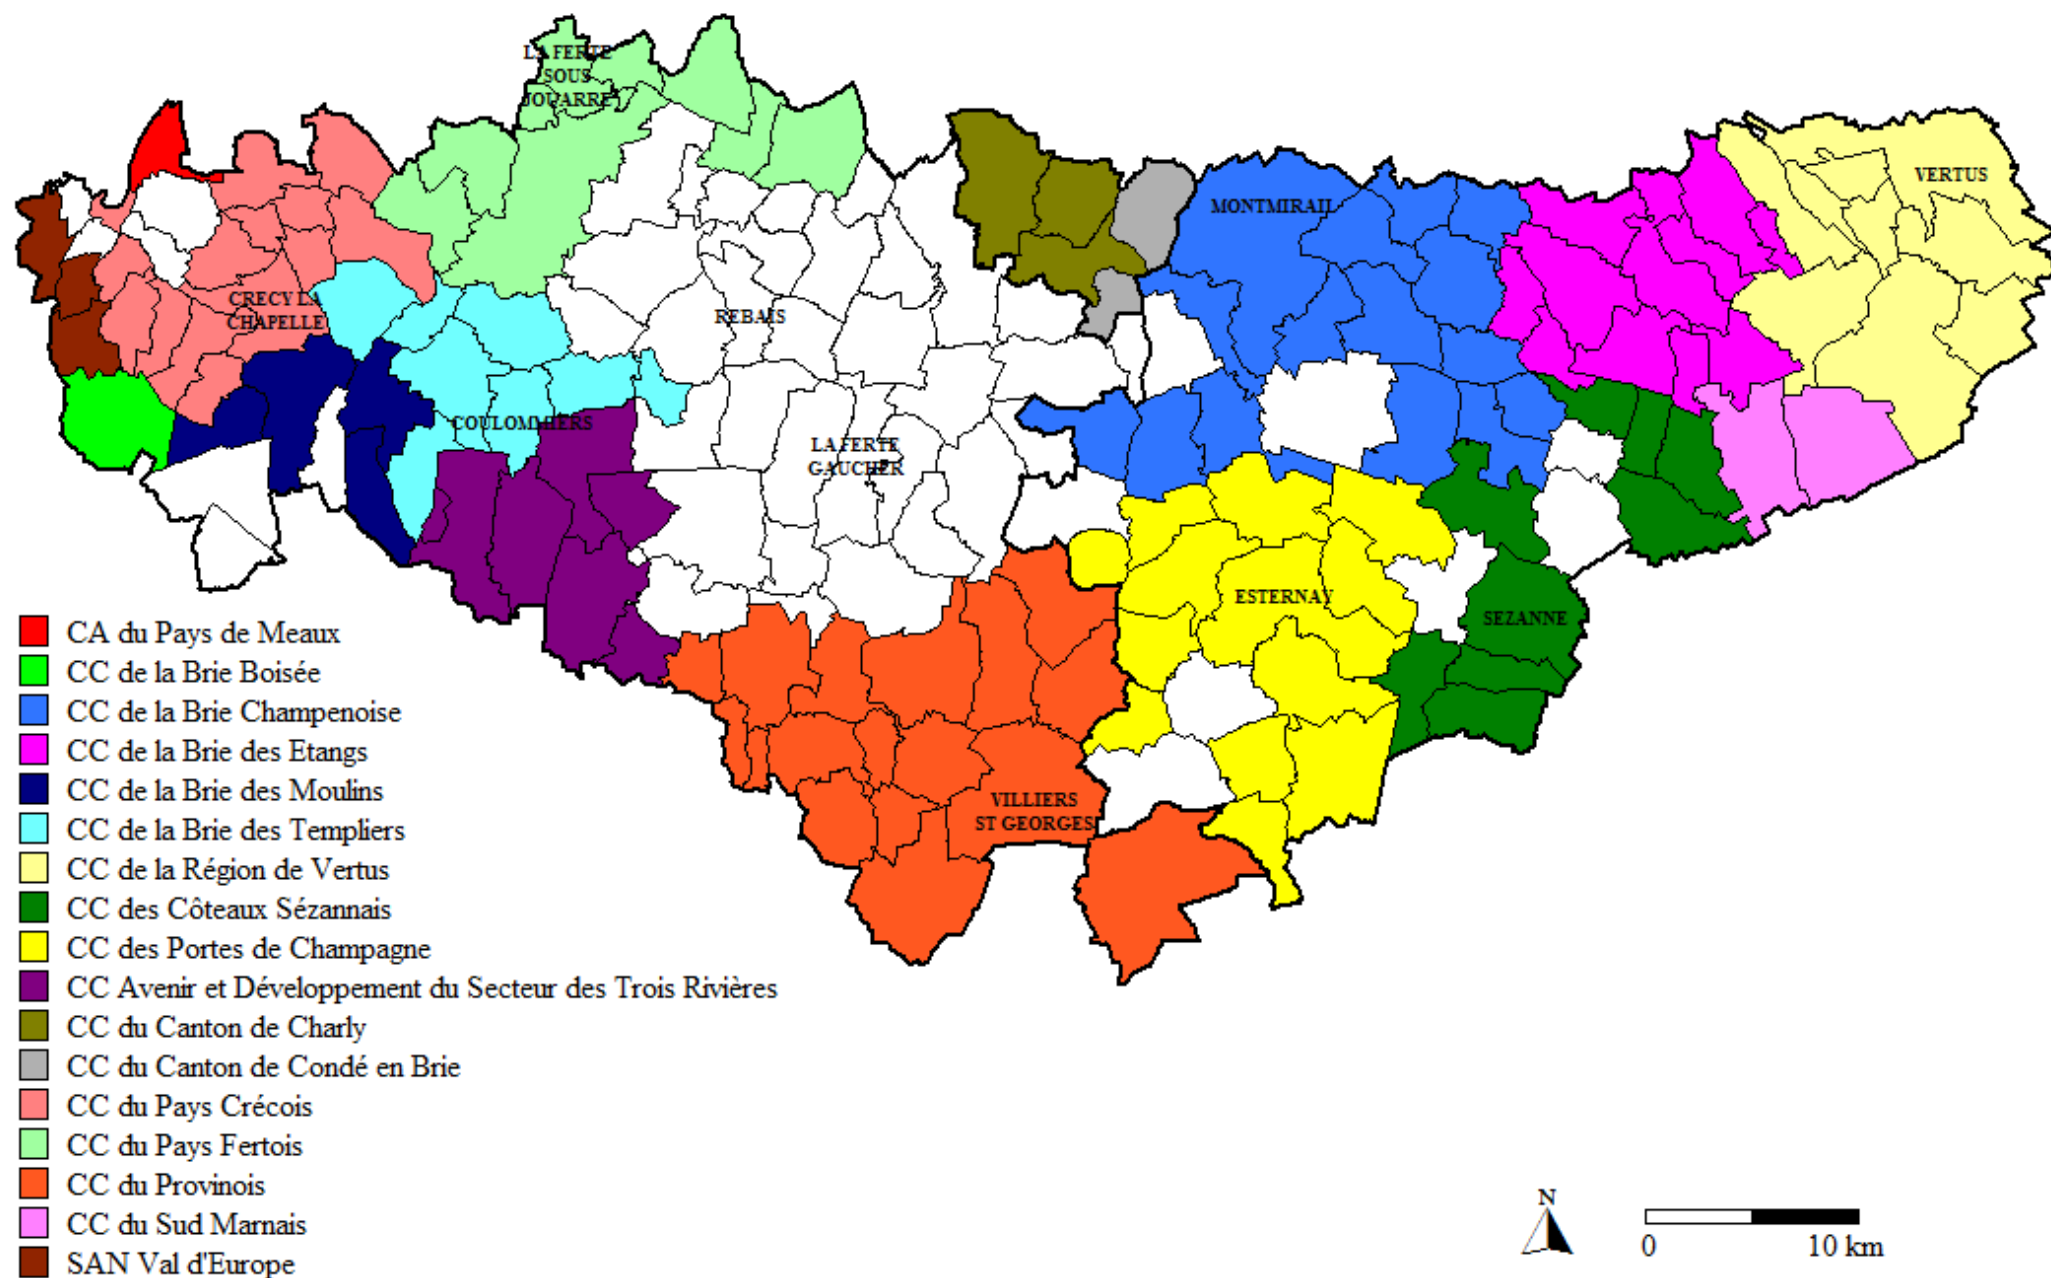 LA FERTE
SOUS
JOUARRE
VERTUS
MONTMIRAIL
CRECY LA
CHAPELLE
REBAIS
COULOMMIERS
LA FERTE
GAUCHER
ESTERNAY
SEZANNE
VILLIERS
ST GEORGES
CA du Pays de Meaux
CC de la Brie Boisée
CC de la Brie Champenoise
CC de la Brie des Etangs
CC de la Brie des Moulins
CC de la Brie des Templiers
CC de la Région de Vertus
CC des Côteaux Sézannais
CC des Portes de Champagne
CC Avenir et Développement du Secteur des Trois Rivières
CC du Canton de Charly
CC du Canton de Condé en Brie
CC du Pays Crécois
CC du Pays Fertois
CC du Provinois
CC du Sud Marnais
SAN Val d'Europe
N
0 10 km